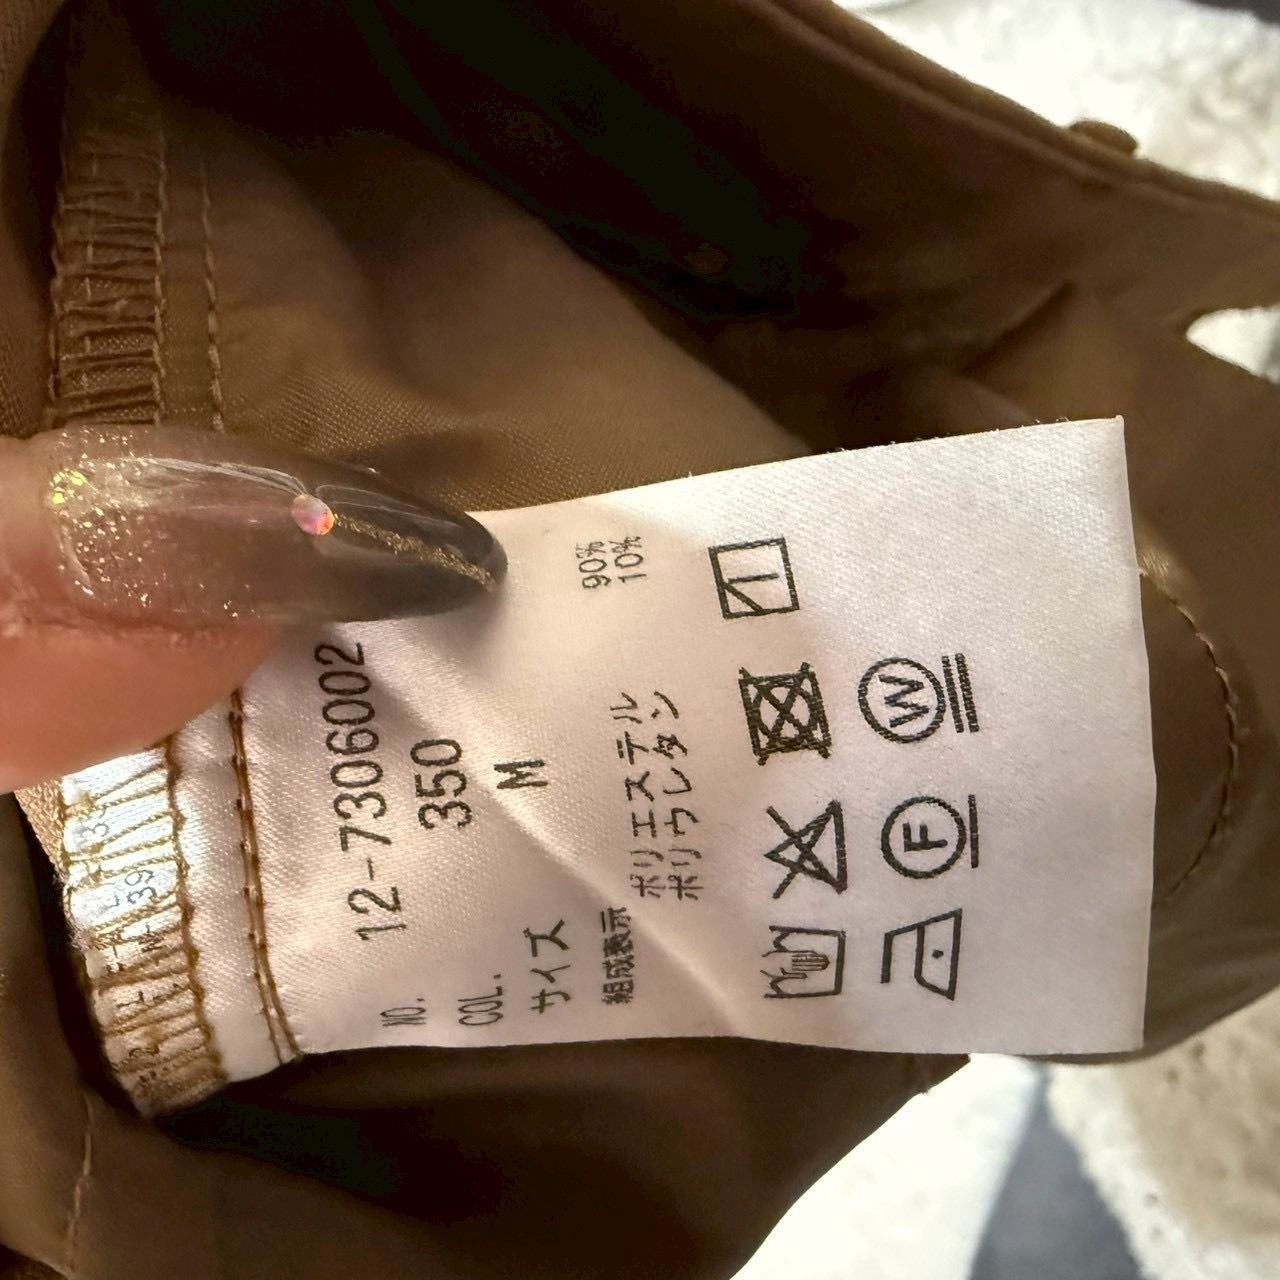 NO. 12-7306002
COL. 350
サイズ M
組成表示
ポリエステル 90%
ポリウレタン 10%
W
F